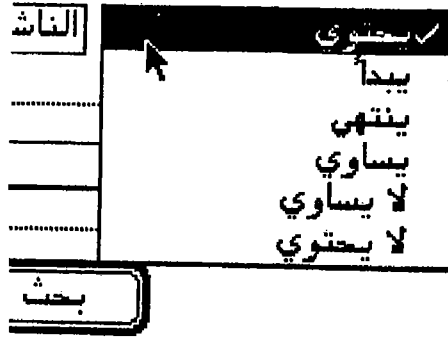 يحتوي
يبدأ
ينتهي
يساوي
لا يساوي
لا يحتوي
الناش
بحث